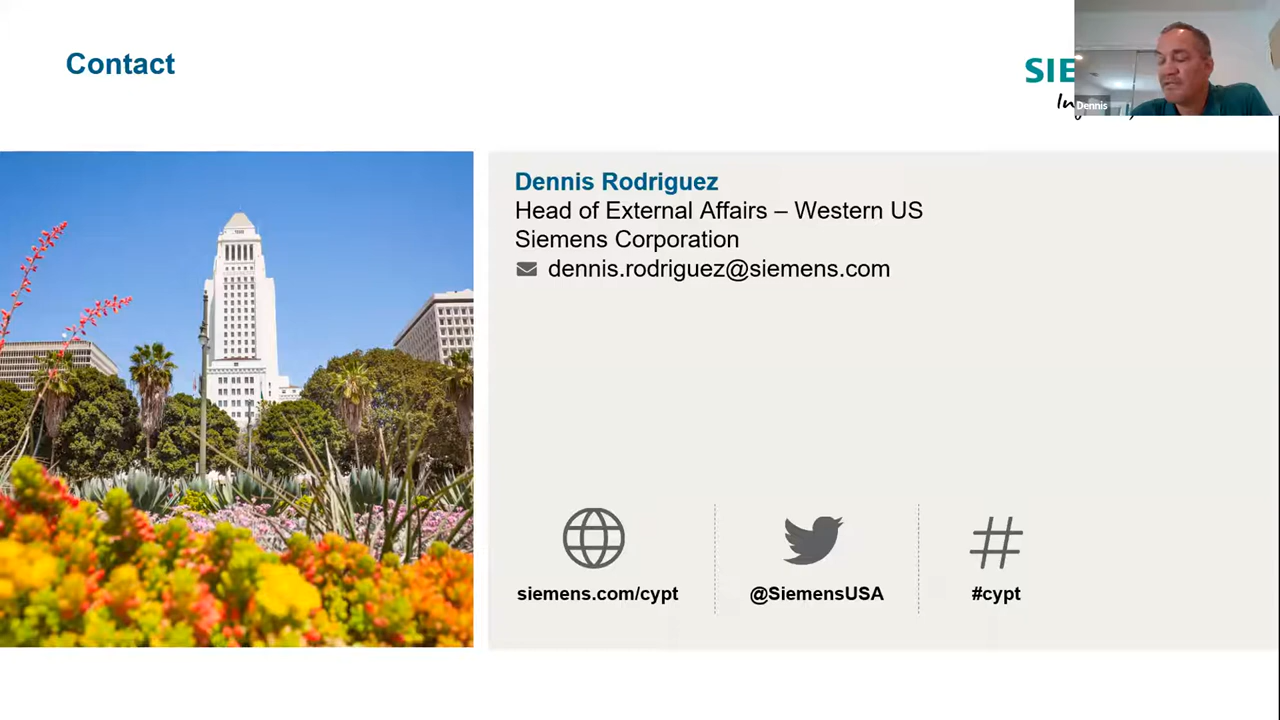 Contact
SIE
Dennis
Dennis Rodriguez
Head of External Affairs – Western US
Siemens Corporation
dennis.rodriguez@siemens.com
siemens.com/cypt
@SiemensUSA
#cypt